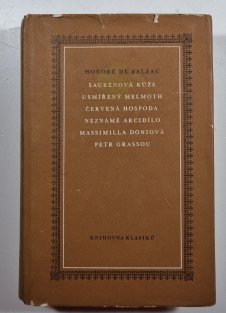 HONORÉ DE BALZAC
ŠAGRÉNOVÁ KŮŽE
USMÍŘENÝ MELMOTH
ČERVENÁ HOSPODA
NEZNÁMÉ ARCIDÍLO
MASSIMILLA DONIOVÁ
PETR GRASSOU
KNIHOVNA KLASIKŮ